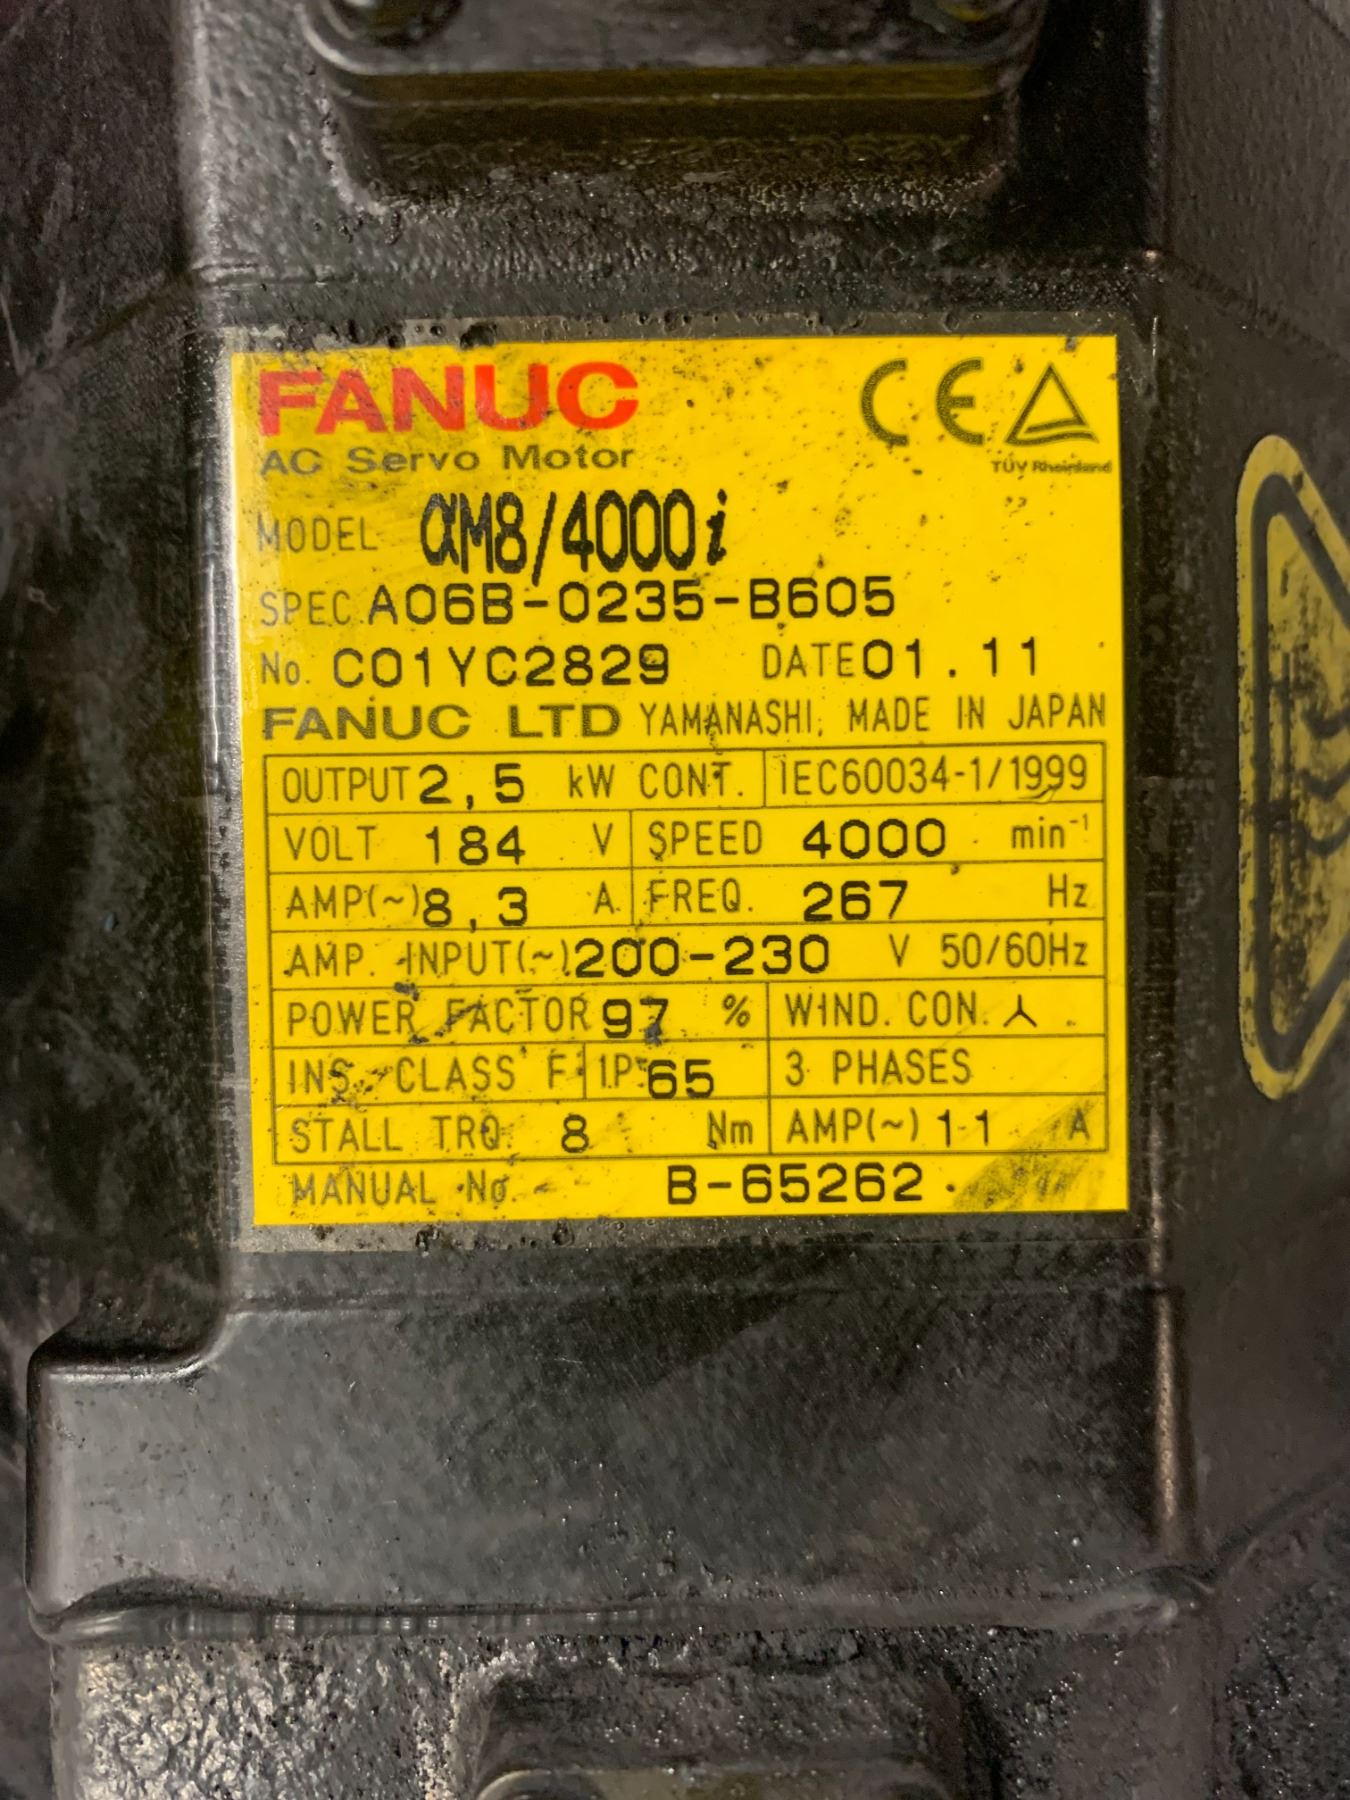 FANUC
AC Servo Motor
TÜV Rheinland
MODEL αM8/4000i
SPEC. A06B-0235-B605
No. C01YC2829 DATE 01.11
FANUC LTD YAMANASHI, MADE IN JAPAN
OUTPUT 2,5 kW CONT. IEC60034-1/1999
VOLT 184 V SPEED 4000 min⁻¹
AMP(~) 8,3 A FREQ. 267 Hz
AMP. INPUT(~) 200-230 V 50/60Hz
POWER FACTOR 97 % WIND. CON.
INS. CLASS F IP 65 3 PHASES
STALL TRQ. 8 Nm AMP(~) 11 A
MANUAL No. B-65262